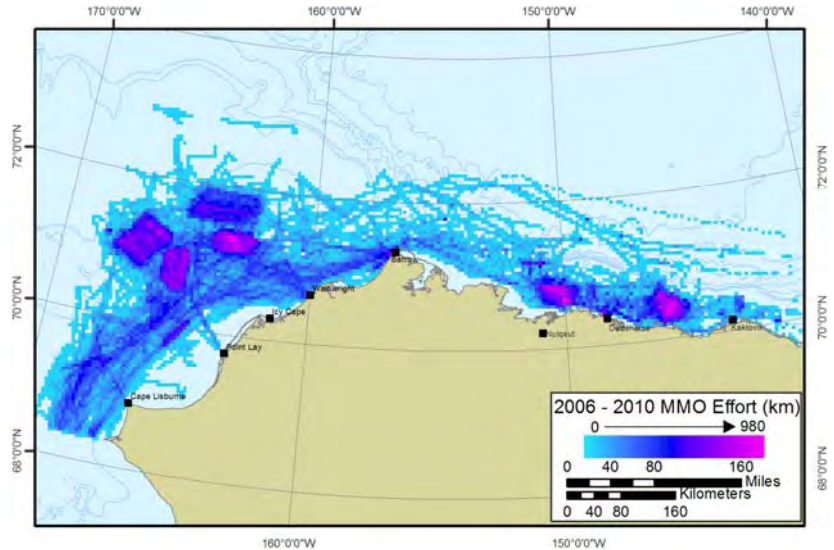 170°0'0"W
160°0'0"W
150°0'0"W
140°0'0"W
72°0'0"N
72°0'0"N
70°0'0"N
70°0'0"N
68°0'0"N
68°0'0"N
Barrow
Wainwright
Icy Cape
Point Lay
Cape Lisburne
Nuiqsut
Deadhorse
Kaktovik
2006 - 2010 MMO Effort (km)
0 980
0 40 80 160
Miles
Kilometers
0 40 80 160
160°0'0"W
150°0'0"W